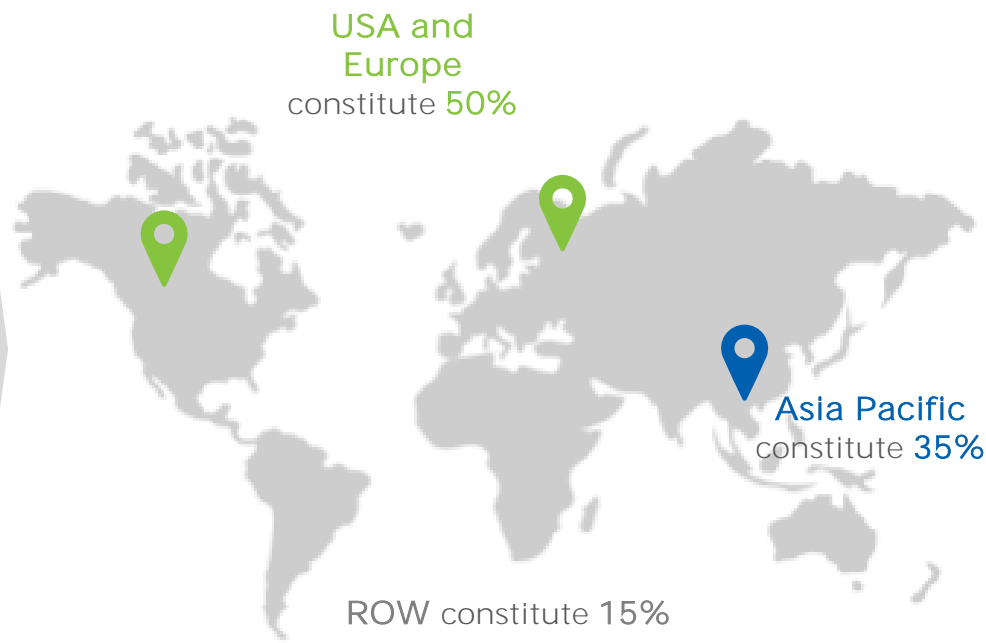 USA and
Europe
constitute 50%
Asia Pacific
constitute 35%
ROW constitute 15%